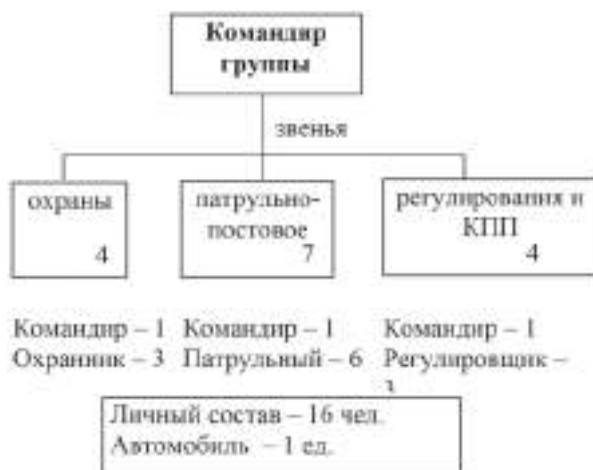 Командир
группы
звенья
охраны
4
патрульно-
постовое
7
регулирования и
КПП
4
Командир – 1
Охранник – 3
Командир – 1
Патрульный – 6
Командир – 1
Регулировщик –
Личный состав – 16 чел.
Автомобиль – 1 ед.